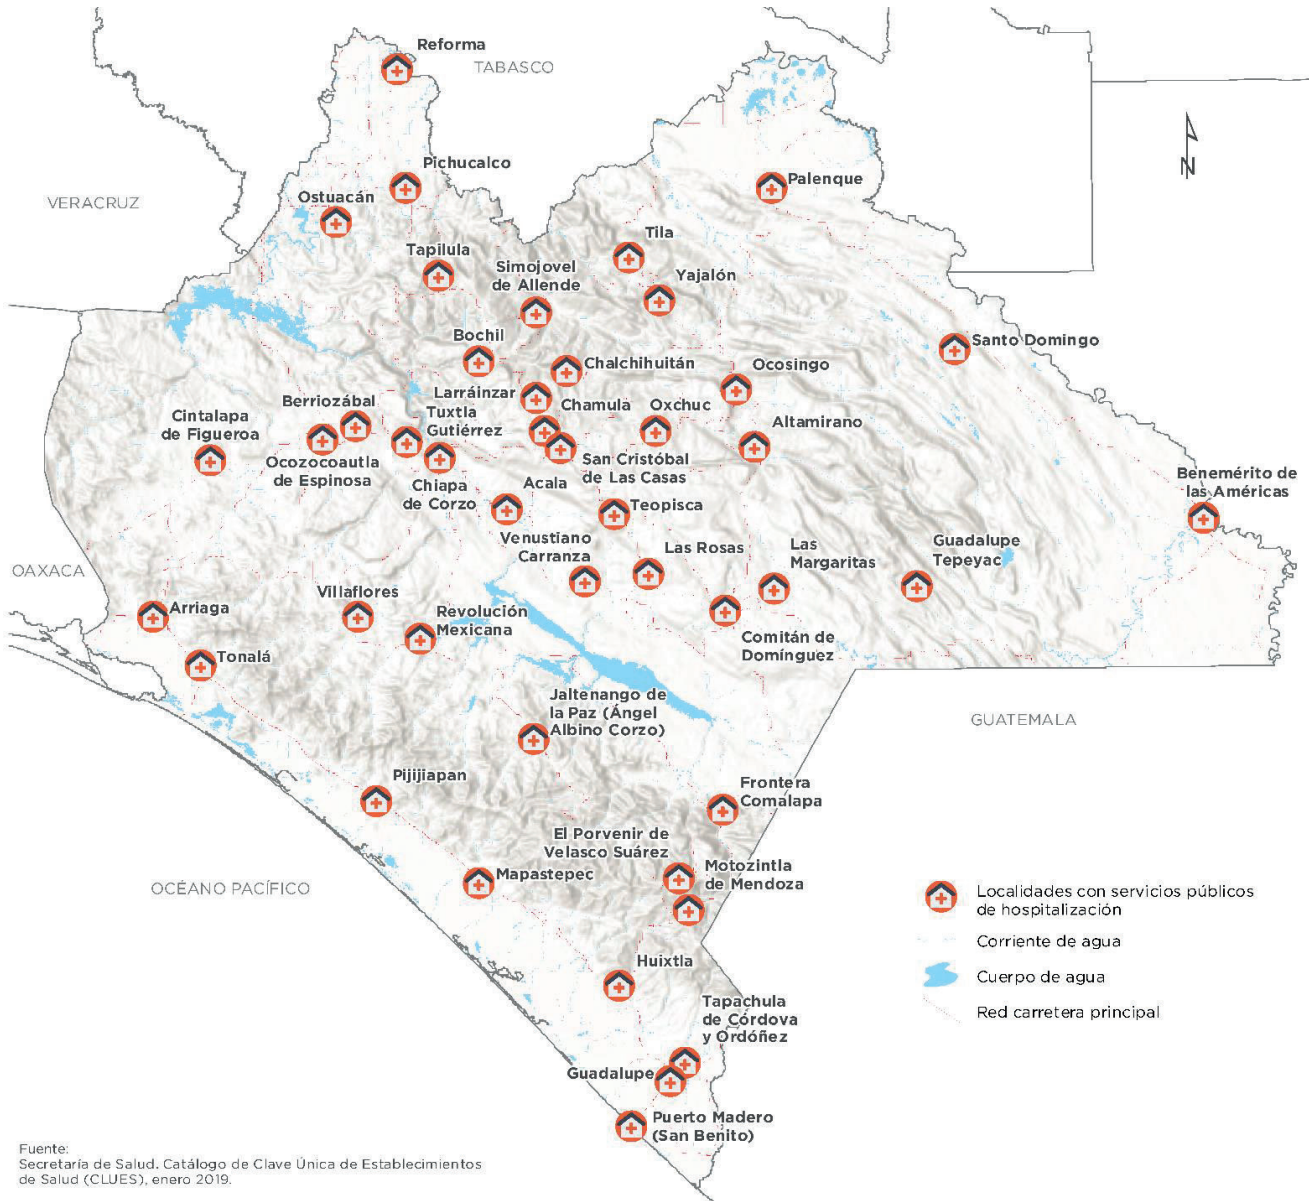 Reforma
TABASCO
Pichucalco
Palenque
VERACRUZ
Ostuacán
N
Tila
Tapilula
Simojovel
de Allende
Yajalón
Bochil
Santo Domingo
Chalchihuitán
Ocosingo
Larráinzar
Berriozábal
Tuxtla
Gutiérrez
Chamula
Oxchuc
Cintalapa
de Figueroa
Altamirano
Ocozocoautla
de Espinosa
San Cristóbal
de Las Casas
Chiapa
de Corzo
Acala
Benemérito de
las Américas
Teopisca
Venustiano
Carranza
Las Rosas
Las
Margaritas
Guadalupe
Tepeyac
OAXACA
Villaflores
Arriaga
Revolución
Mexicana
Comitán de
Domínguez
Tonalá
Jaltenango de
la Paz (Ángel
Albino Corzo)
GUATEMALA
Pijijiapan
Frontera
Comalapa
El Porvenir de
Velasco Suárez
Mapastepec
Motozintla
de Mendoza
OCÉANO PACÍFICO
Localidades con servicios públicos
de hospitalización
Corriente de agua
Cuerpo de agua
Red carretera principal
Huixtla
Tapachula
de Córdova
y Ordóñez
Guadalupe
Puerto Madero
(San Benito)
Fuente:
Secretaría de Salud. Catálogo de Clave Única de Establecimientos
de Salud (CLUES), enero 2019.